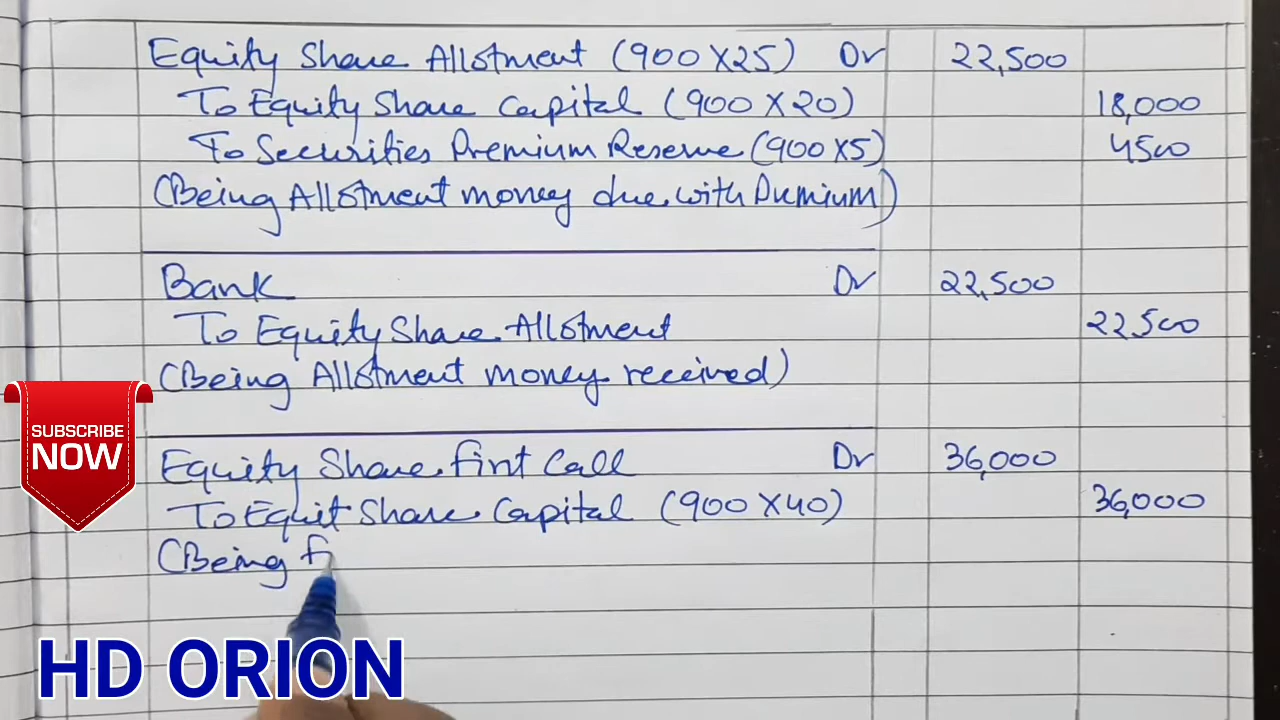 Equity Share Allotment (900 X 25) Dr 22,500
To Equity Share Capital (900 X 20) 18,000
To Securities Premium Reserve (900 X 5) 4500
(Being Allotment money due with Premium)
Bank Dr 22,500
To Equity Share Allotment 22500
(Being Allotment money received)
Equity Share First Call Dr 36,000
To Equit Share Capital (900 X 40) 36,000
(Being F
SUBSCRIBE
NOW
HD ORION